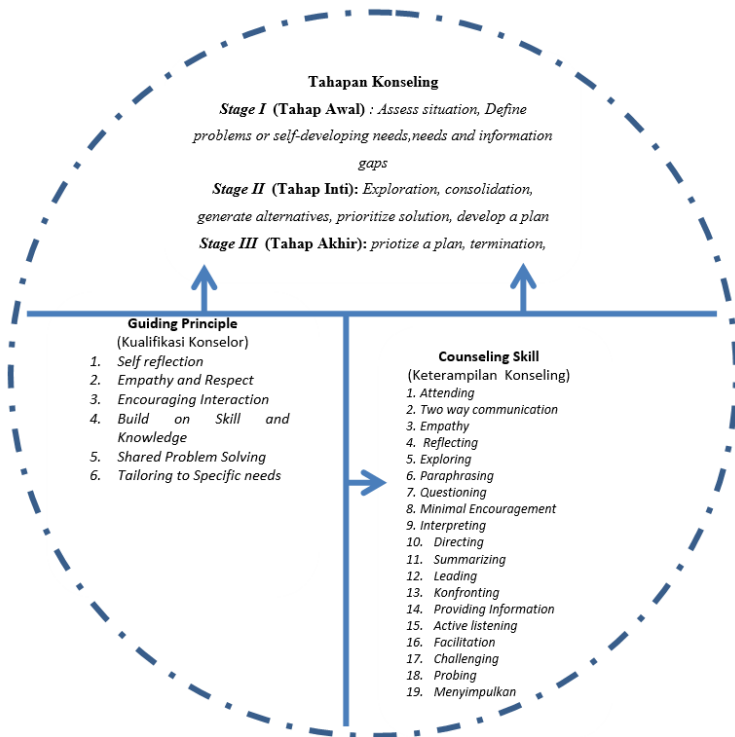 Tahapan Konseling
Stage I (Tahap Awal) : Assess situation, Define
problems or self-developing needs,needs and information
gaps
Stage II (Tahap Inti): Exploration, consolidation,
generate alternatives, prioritize solution, develop a plan
Stage III (Tahap Akhir): priotize a plan, termination,
Guiding Principle
(Kualifikasi Konselor)
1. Self reflection
2. Empathy and Respect
3. Encouraging Interaction
4. Build on Skill and
Knowledge
5. Shared Problem Solving
6. Tailoring to Specific needs
Counseling Skill
(Keterampilan Konseling)
1. Attending
2. Two way communication
3. Empathy
4. Reflecting
5. Exploring
6. Paraphrasing
7. Questioning
8. Minimal Encouragement
9. Interpreting
10. Directing
11. Summarizing
12. Leading
13. Konfronting
14. Providing Information
15. Active listening
16. Facilitation
17. Challenging
18. Probing
19. Menyimpulkan